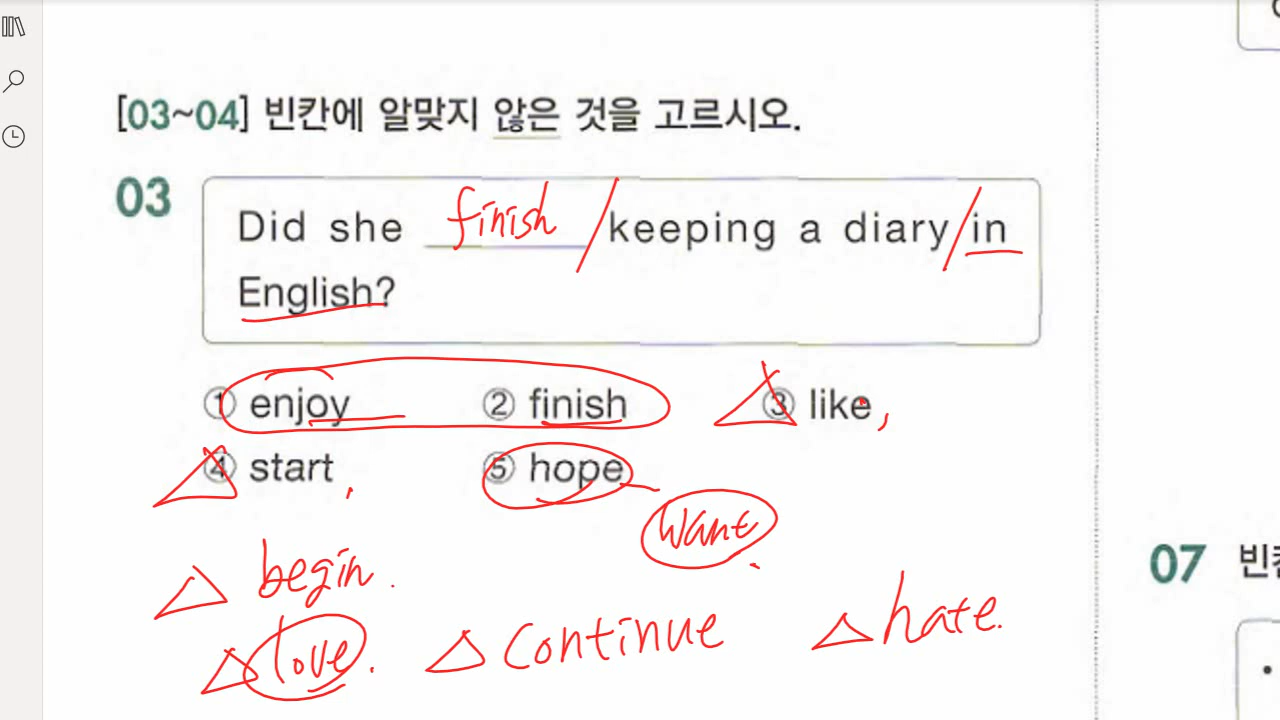 [03~04] 빈칸에 알맞지 않은 것을 고르시오.
03
Did she finish / keeping a diary / in
English?
① enjoy ② finish ③ like,
④ start, ⑤ hope
want.
begin.
love. continue hate.
07